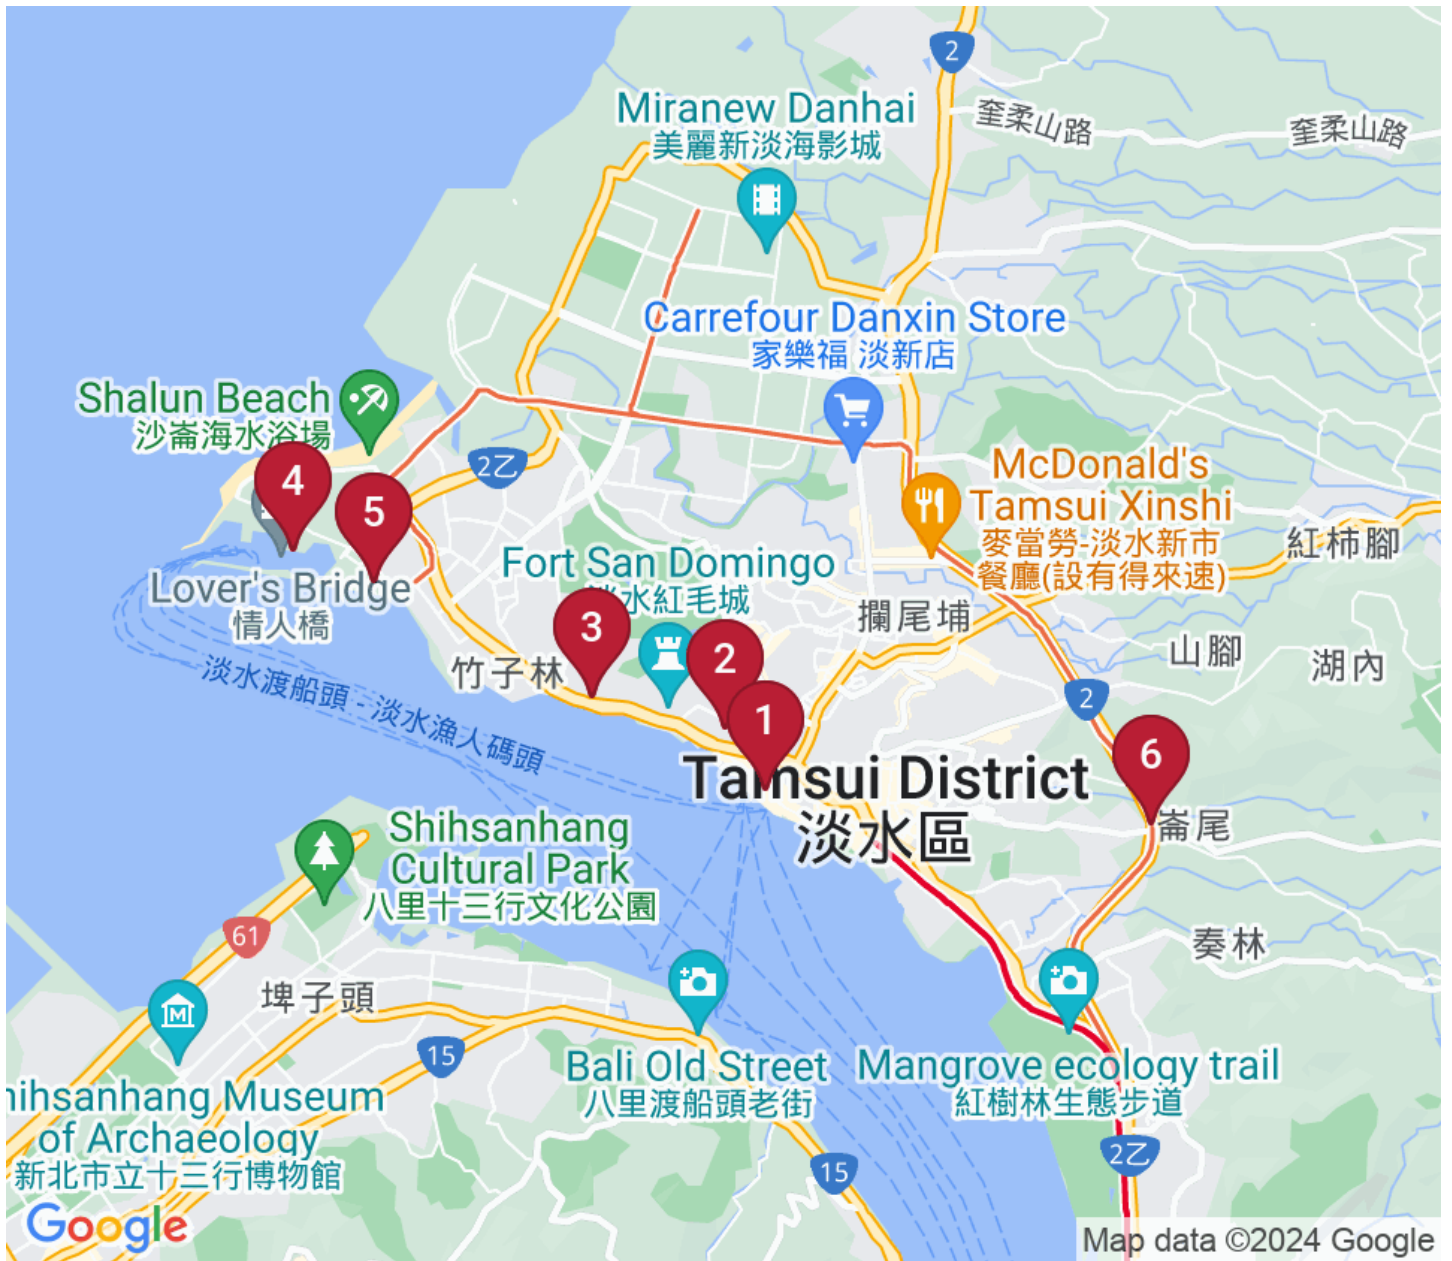 2
Miranew Danhai
美麗新淡海影城
奎柔山路
奎柔山路
Carrefour Danxin Store
家樂福 淡新店
Shalun Beach
沙崙海水浴場
2乙
McDonald's
Tamsui Xinshi
麥當勞-淡水新市
餐廳(設有得來速)
紅柿腳
4
5
Fort San Domingo
淡水紅毛城
Lover's Bridge
情人橋
攔尾埔
3
2
山腳
湖內
竹子林
淡水渡船頭 - 淡水漁人碼頭
1
2
6
Tamsui District
淡水區
崙尾
Shihsanhang
Cultural Park
八里十三行文化公園
61
奏林
埤子頭
15
Bali Old Street
八里渡船頭老街
Mangrove ecology trail
紅樹林生態步道
hihsanhang Museum
of Archaeology
新北市立十三行博物館
M
2乙
15
Google
Map data ©2024 Google